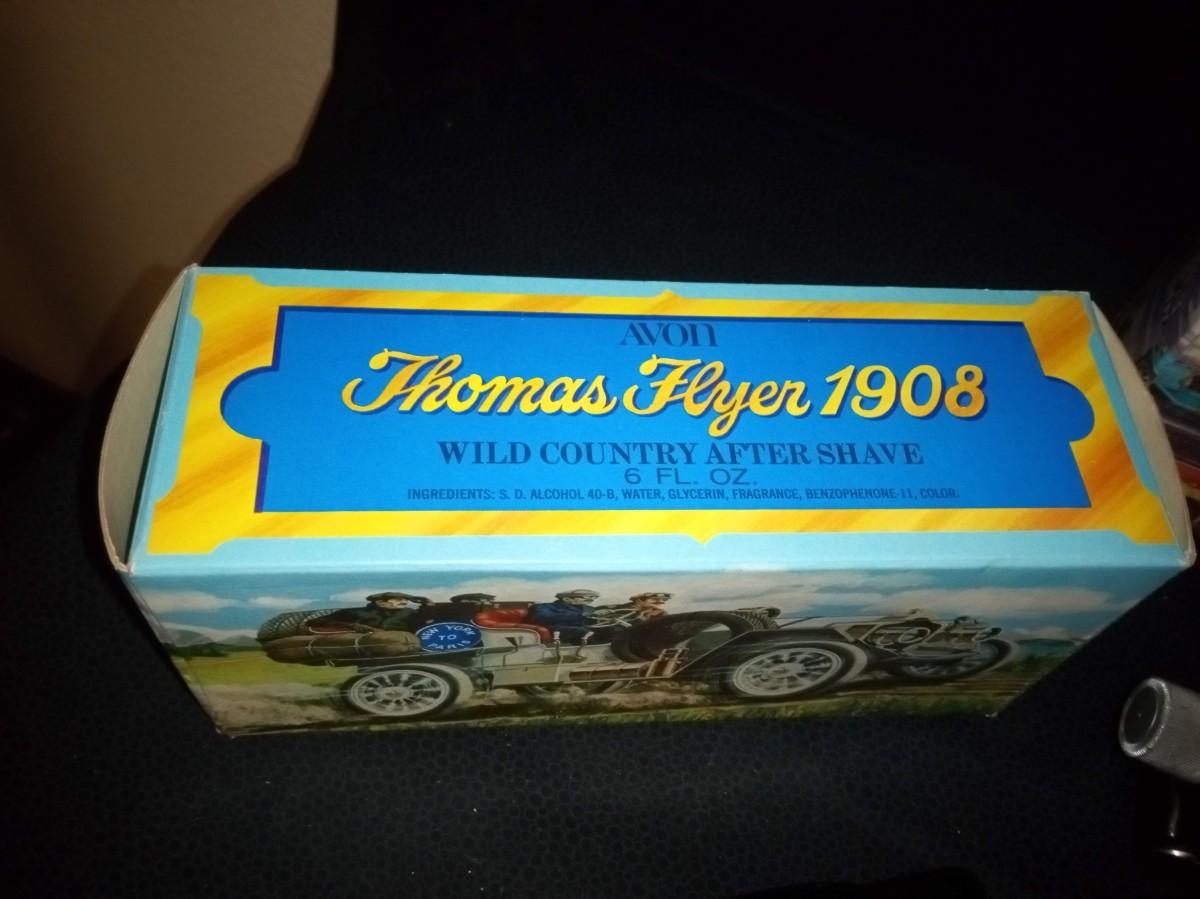 AVON
Thomas Flyer 1908
WILD COUNTRY AFTER SHAVE
6 FL. OZ.
INGREDIENTS: S. D. ALCOHOL 40-B, WATER, GLYCERIN, FRAGRANCE, BENZOPHENONE-11, COLOR.
NEW YORK
TO
PARIS